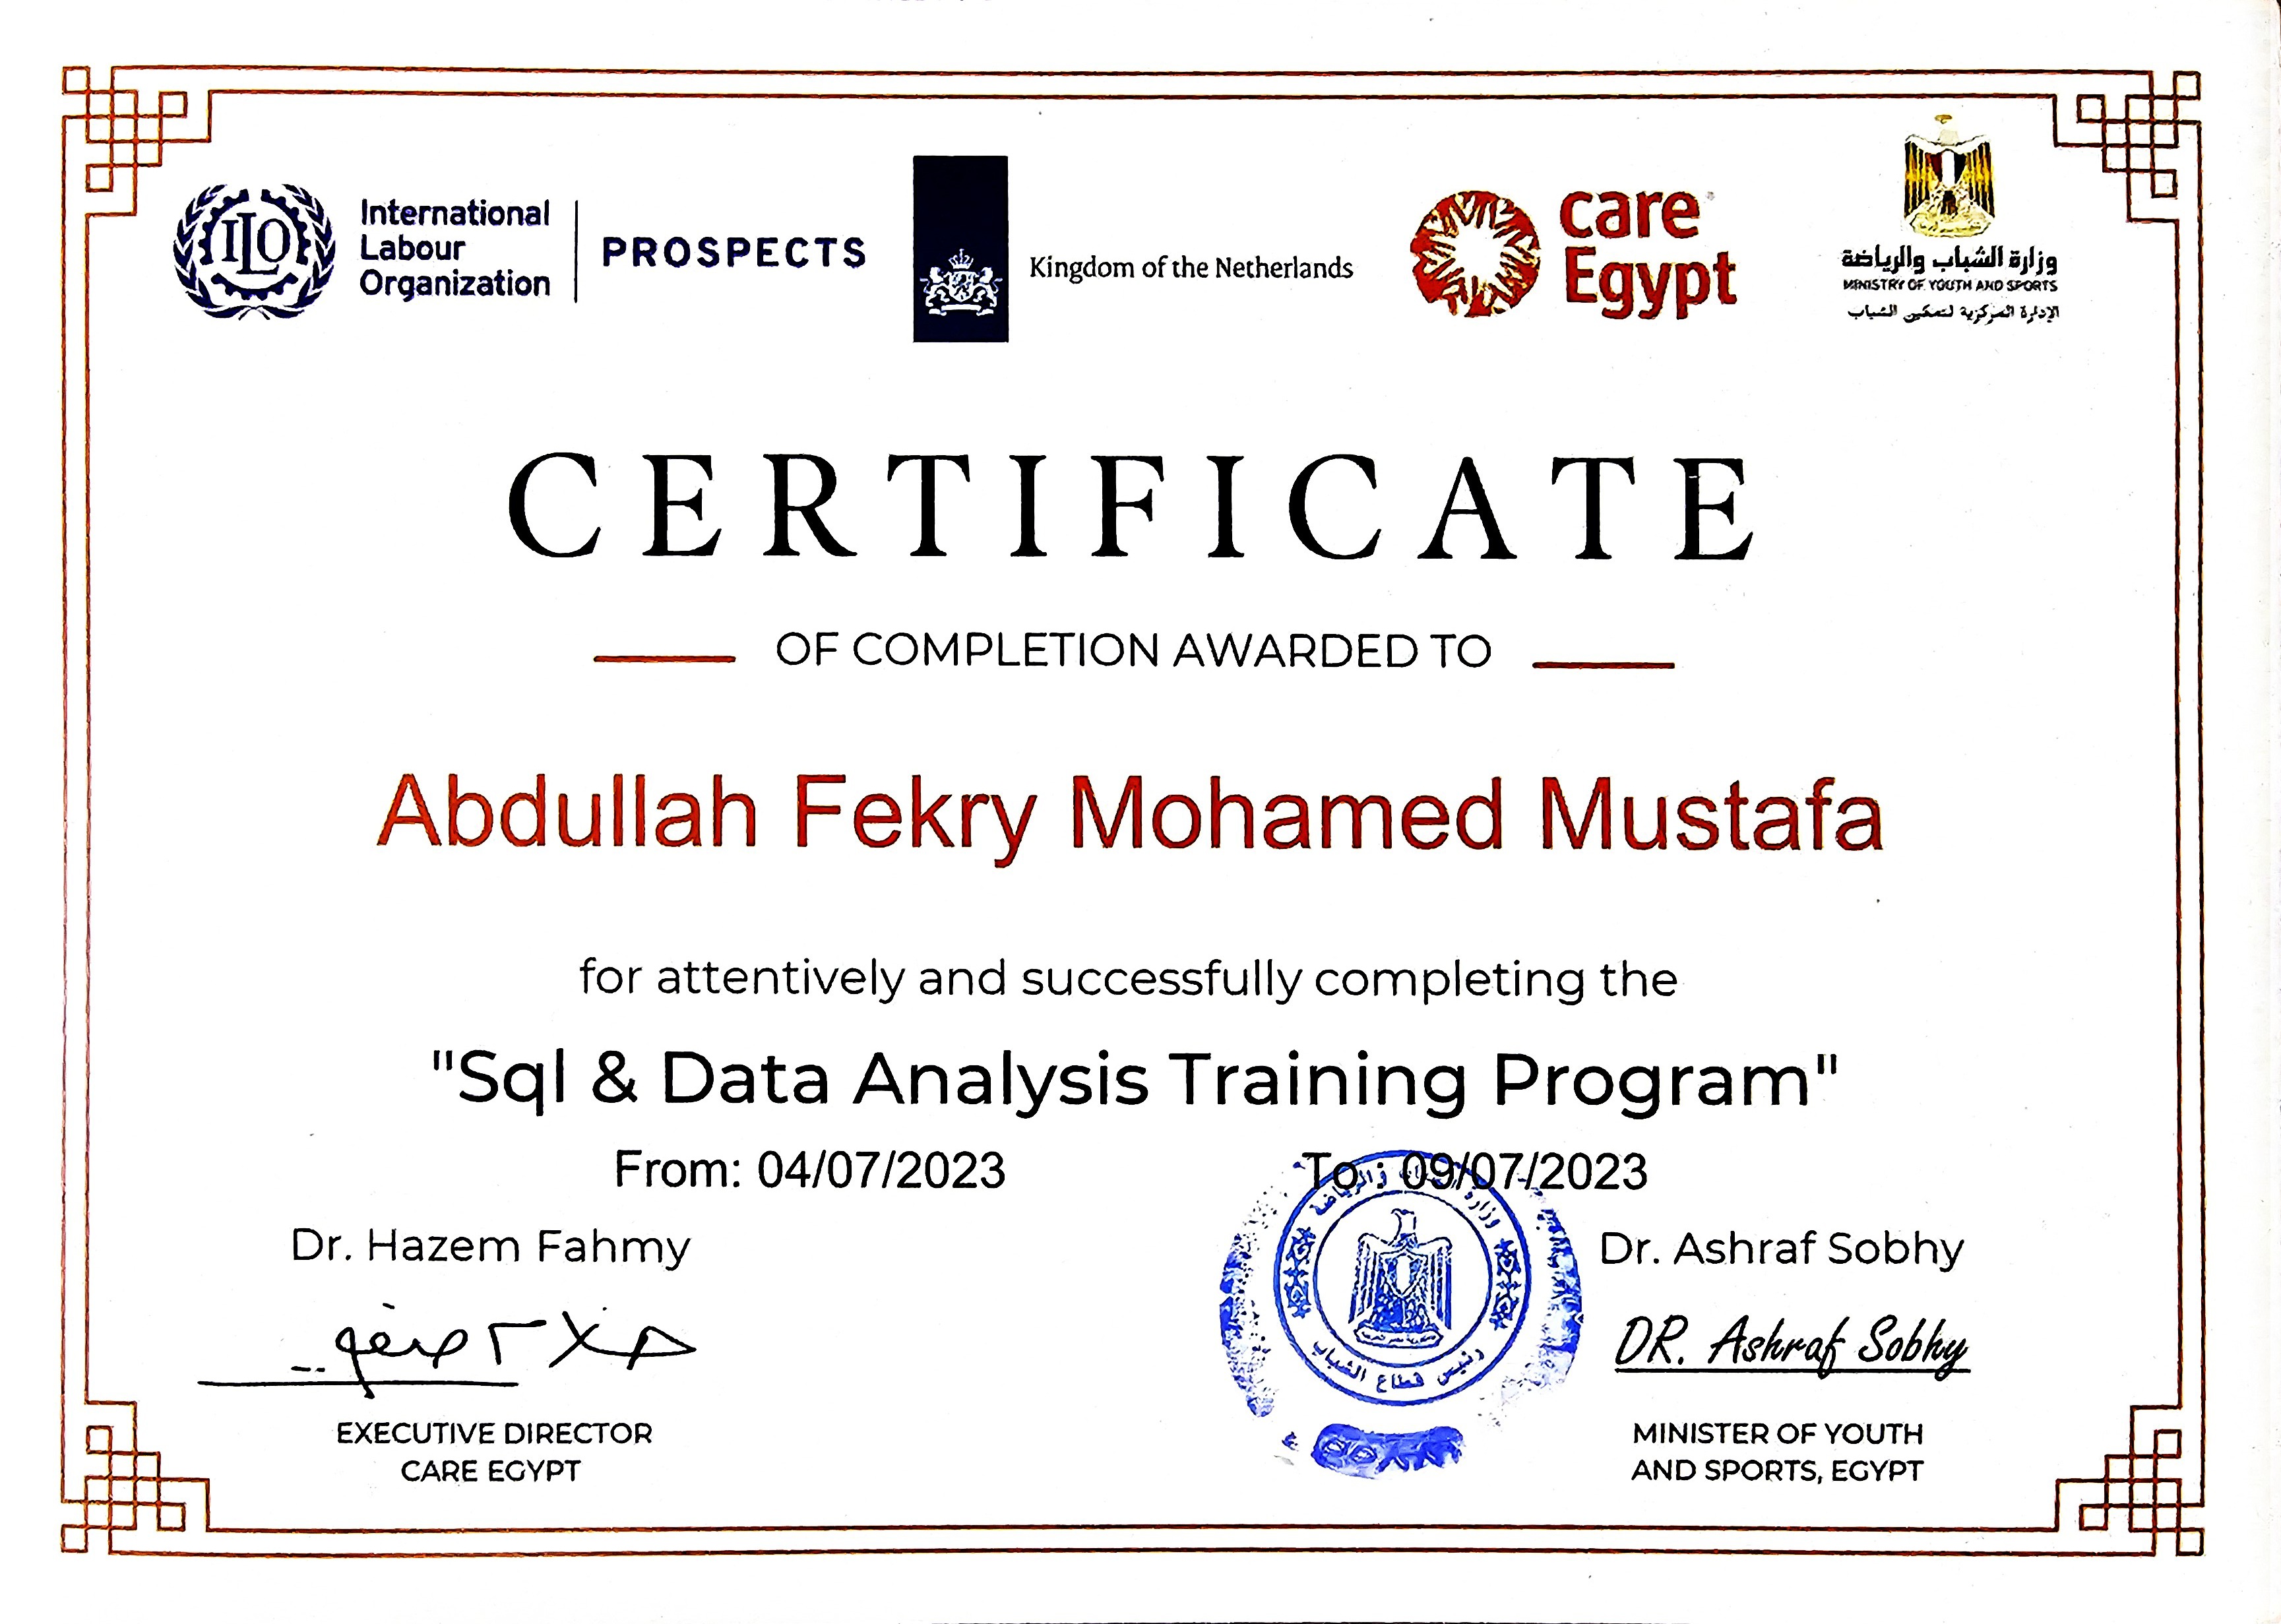 ILO
International
Labour
Organization
PROSPECTS
Kingdom of the Netherlands
care
Egypt
وزارة الشباب والرياضة
MINISTRY OF YOUTH AND SPORTS
الإدارة المركزية لتمكين الشباب
CERTIFICATE
OF COMPLETION AWARDED TO
Abdullah Fekry Mohamed Mustafa
for attentively and successfully completing the
"Sql & Data Analysis Training Program"
From: 04/07/2023 To : 09/07/2023
وزارة الشباب والرياضة
رئيس قطاع الشباب
Dr. Hazem Fahmy
Dr. Ashraf Sobhy
DR. Ashraf Sobhy
EXECUTIVE DIRECTOR
CARE EGYPT
MINISTER OF YOUTH
AND SPORTS, EGYPT